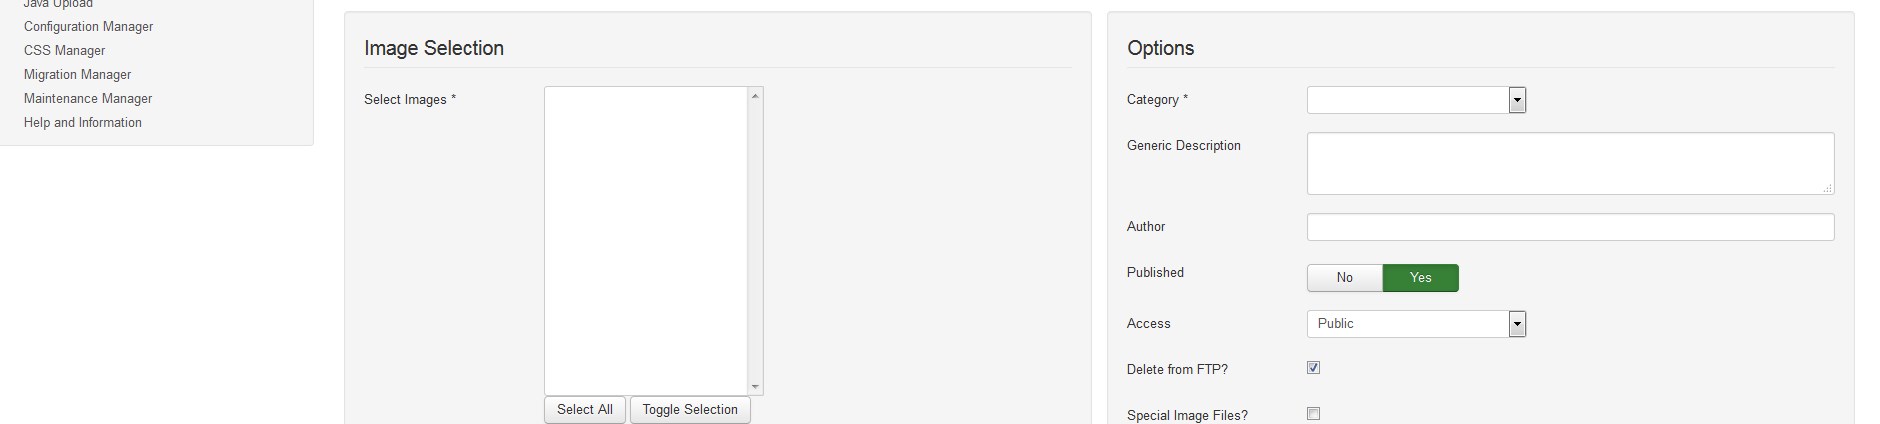 Java Upload
Configuration Manager
CSS Manager
Migration Manager
Maintenance Manager
Help and Information
Image Selection
Select Images *
Select All Toggle Selection
Options
Category *
Generic Description
Author
Published No Yes
Access Public
Delete from FTP?
Special Image Files?